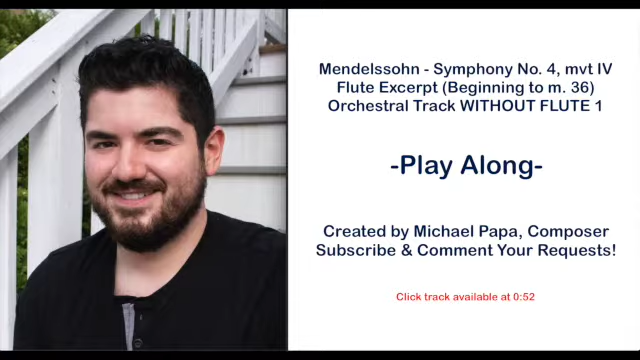 Mendelssohn - Symphony No. 4, mvt IV
Flute Excerpt (Beginning to m. 36)
Orchestral Track WITHOUT FLUTE 1
-Play Along-
Created by Michael Papa, Composer
Subscribe & Comment Your Requests!
Click track available at 0:52